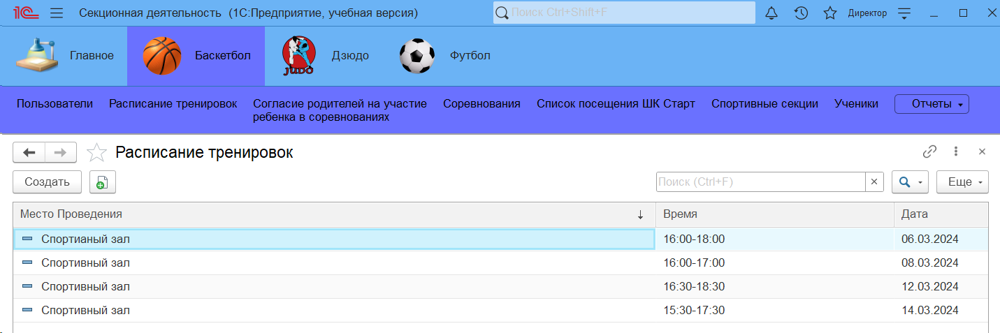 1С Секционная деятельность (1С:Предприятие, учебная версия) Поиск Ctrl+Shift+F Директор
Главное Баскетбол JUDO Дзюдо Футбол
Пользователи Расписание тренировок Согласие родителей на участие Соревнования Список посещения ШК Старт Спортивные секции Ученики Отчеты
ребенка в соревнованиях
Расписание тренировок
Создать Поиск (Ctrl+F) Еще
Место Проведения Время Дата
Спортианый зал 16:00-18:00 06.03.2024
Спортивный зал 16:00-17:00 08.03.2024
Спортивный зал 16:30-18:30 12.03.2024
Спортивный зал 15:30-17:30 14.03.2024